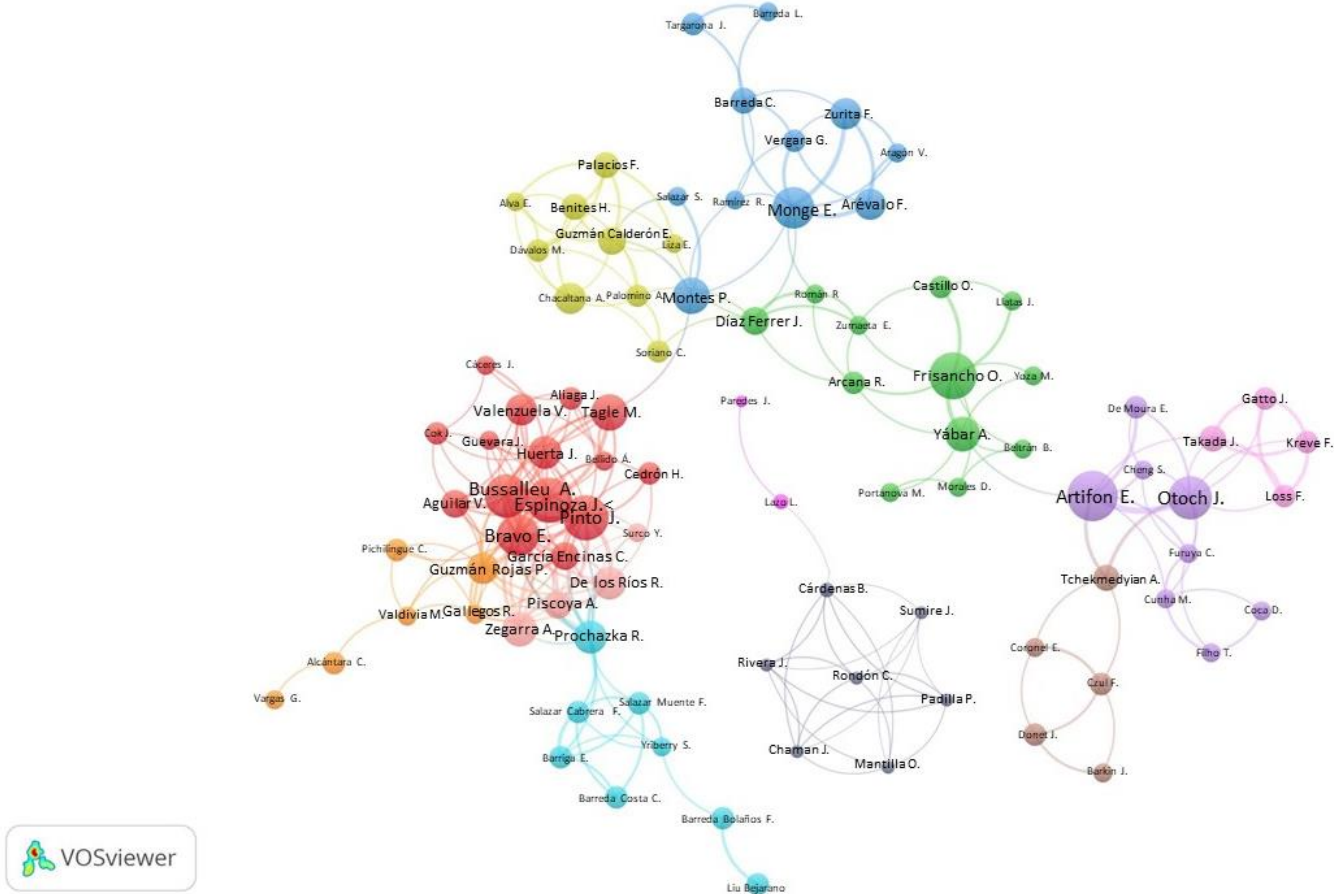 Barreda L.
Targarona J.
Barreda C.
Zurita F.
Vergara G.
Aragón V.
Palacios F.
Salazar S.
Ramírez R.
Monge E.
Arévalo F.
Alva E.
Benites H.
Guzmán Calderón E.
Liza E.
Dávalos M.
Chacaltana A.
Palomino A.
Montes P.
Román R
Castillo O.
Llatas J.
Díaz Ferrer J.
Zumaeta E.
Soriano C.
Cáceres J.
Arcana R.
Frisancho O.
Yoza M.
Aliaga J.
Valenzuela V.
Tagle M.
Paredes J.
De Moura E.
Gatto J.
Cok J.
Guevara J.
Huerta J.
Bellido Á.
Cedrón H.
Yábar A.
Beltrán B.
Takada J.
Kreve F.
Cheng S.
Bussalleu A.
Aguilar V.
Espinoza J.<
Pinto J.
Lazo L.
Portanova M.
Morales D.
Artifon E.
Otoch J.
Loss F.
Bravo E.
Surco Y.
Pichilingue C.
García Encinas C.
Furuya C.
Guzmán Rojas P.
De los Ríos R.
Tchekmedyian A.
Cárdenas B.
Piscoya A.
Cunha M.
Coca D.
Valdivia M.
Gallegos R.
Zegarra A.
Prochazka R.
Sumire J.
Coronel E.
Filho T.
Alcántara C.
Rivera J.
Rondón C.
Czul F.
Vargas G.
Salazar Cabrera F.
Salazar Muente F.
Padilla P.
Donet J.
Yriberry S.
Barriga E.
Chaman J.
Mantilla O.
Barkin J.
Barreda Costa C.
Barreda Bolaños F.
VOSviewer
Liu Bejarano